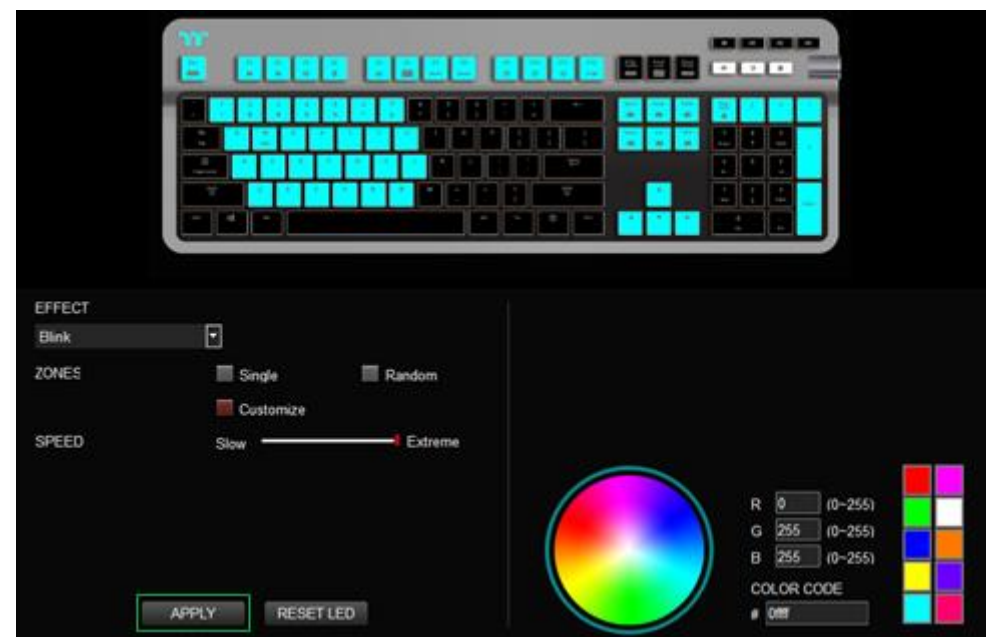 EFFECT
Blink
ZONES
Single Random
Customize
SPEED Slow Extreme
R 0 (0~255)
G 255 (0~255)
B 255 (0~255)
COLOR CODE
# 0ffff
APPLY RESET LED